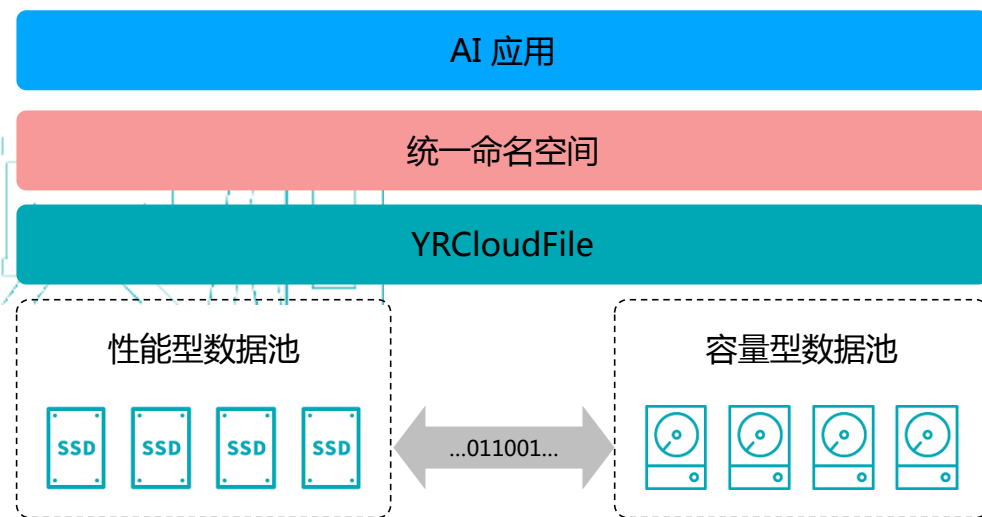 AI 应用
统一命名空间
YRCloudFile
性能型数据池
容量型数据池
SSD SSD SSD SSD
...011001...